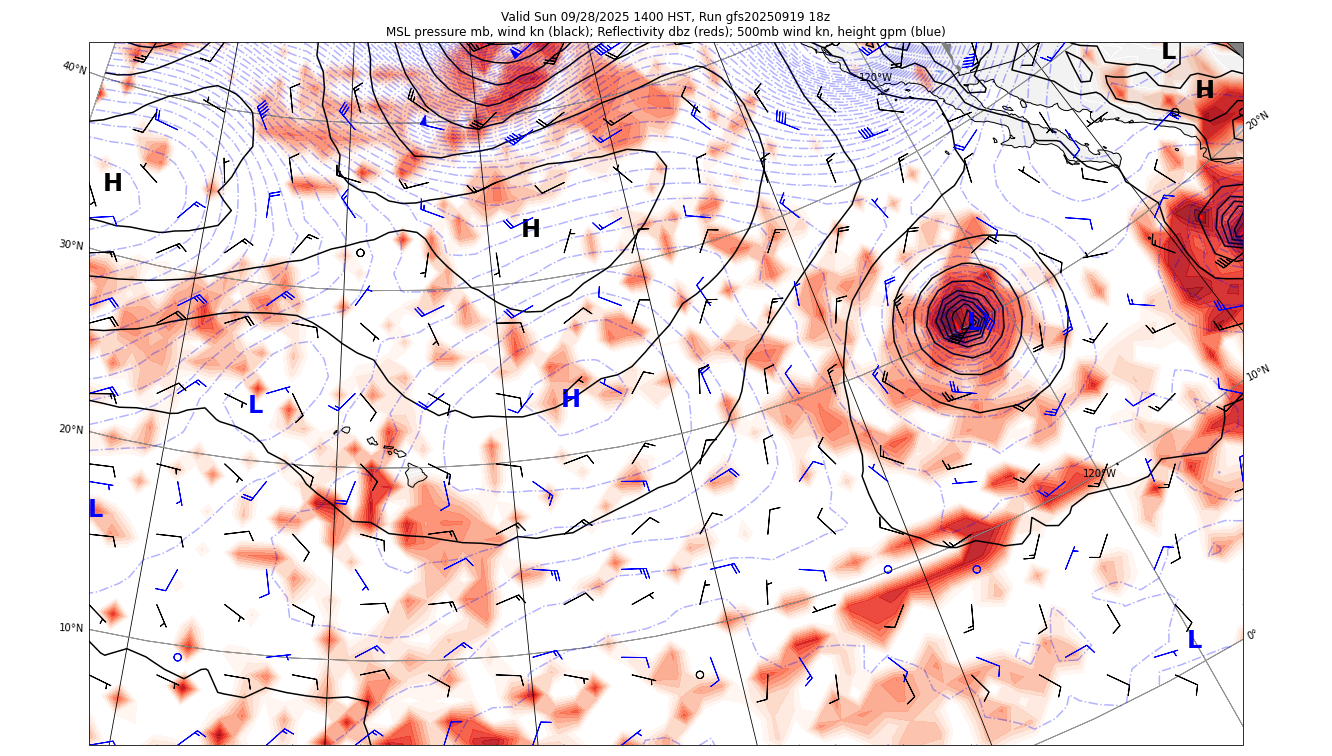 Valid Sun 09/28/2025 1400 HST, Run gfs20250919 18z
MSL pressure mb, wind kn (black); Reflectivity dbz (reds); 500mb wind kn, height gpm (blue)
L
40°N
120°W
H
20°N
H
H
30°N
L
10°N
H
L
20°N
120°W
L
10°N
0°
L